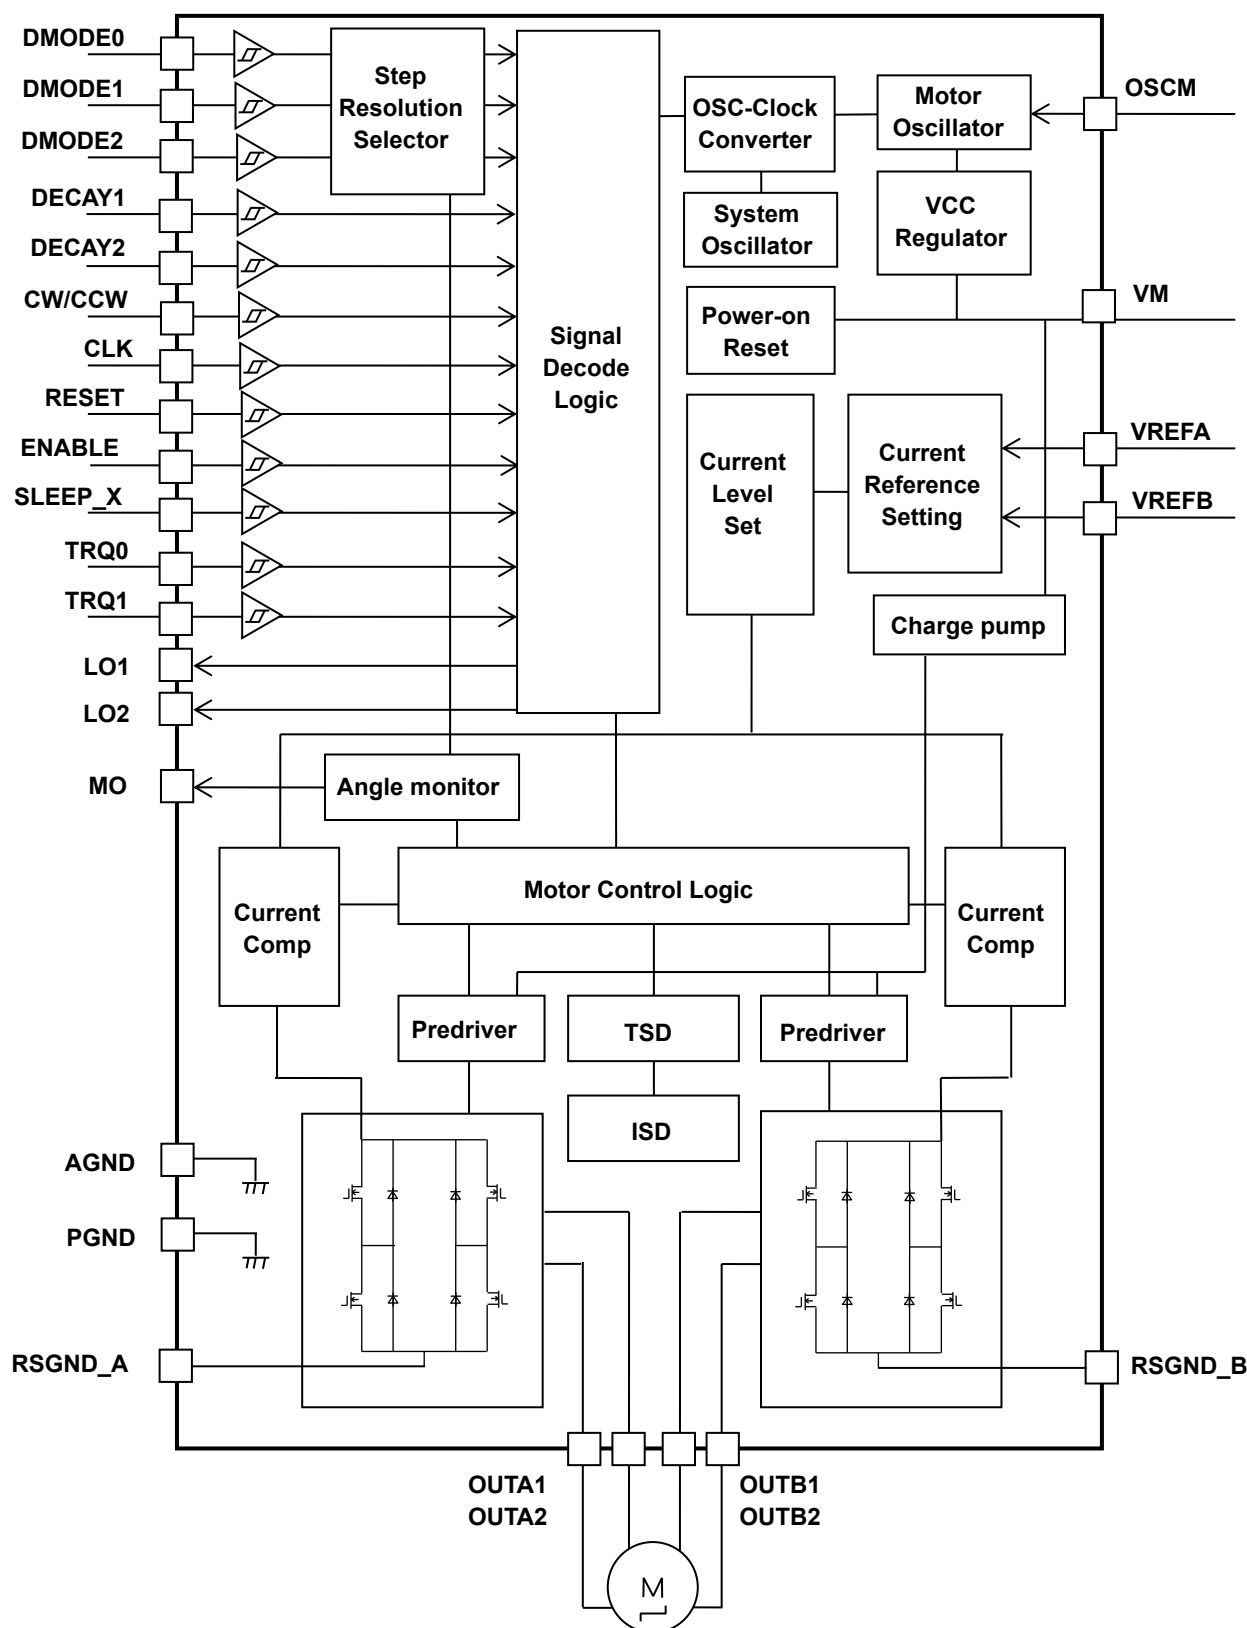 DMODE0
DMODE1
DMODE2
DECAY1
DECAY2
CW/CCW
CLK
RESET
ENABLE
SLEEP_X
TRQ0
TRQ1
LO1
LO2
MO
Step
Resolution
Selector
Signal
Decode
Logic
OSC-Clock
Converter
Motor
Oscillator
OSCM
System
Oscillator
VCC
Regulator
Power-on
Reset
VM
Current
Level
Set
Current
Reference
Setting
VREFA
VREFB
Charge pump
Angle monitor
Motor Control Logic
Current
Comp
Current
Comp
Predriver
TSD
Predriver
ISD
AGND
PGND
RSGND_A
RSGND_B
OUTA1
OUTA2
OUTB1
OUTB2
M